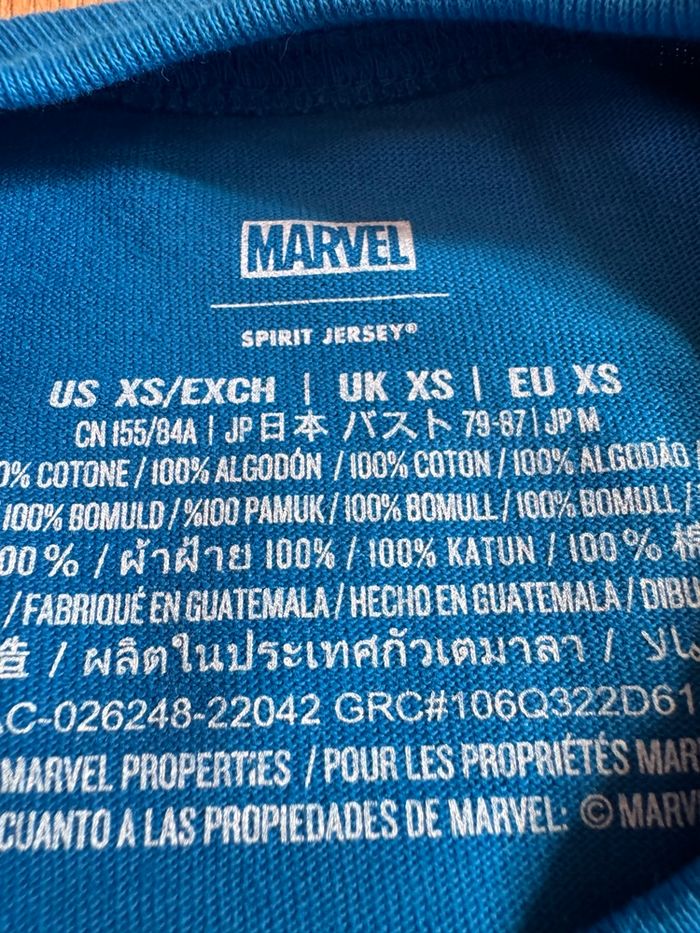 MARVEL
SPIRIT JERSEY®
US XS/EXCH | UK XS | EU XS
CN 155/84A | JP 日本 バスト 79-87 | JP M
0% COTONE / 100% ALGODÓN / 100% COTON / 100% ALGODÃO
100% BOMULD / %100 PAMUK / 100% BOMULL / 100% BOMULL /
00 % / ผ้าฝ้าย 100% / 100% KATUN / 100 % 棉
/ FABRIQUÉ EN GUATEMALA / HECHO EN GUATEMALA / DIBU
造 / ผลิตในประเทศกัวเตมาลา /
AC-026248-22042 GRC#106Q322D61
MARVEL PROPERTIES / POUR LES PROPRIÉTÉS MAR
CUANTO A LAS PROPIEDADES DE MARVEL: © MARV